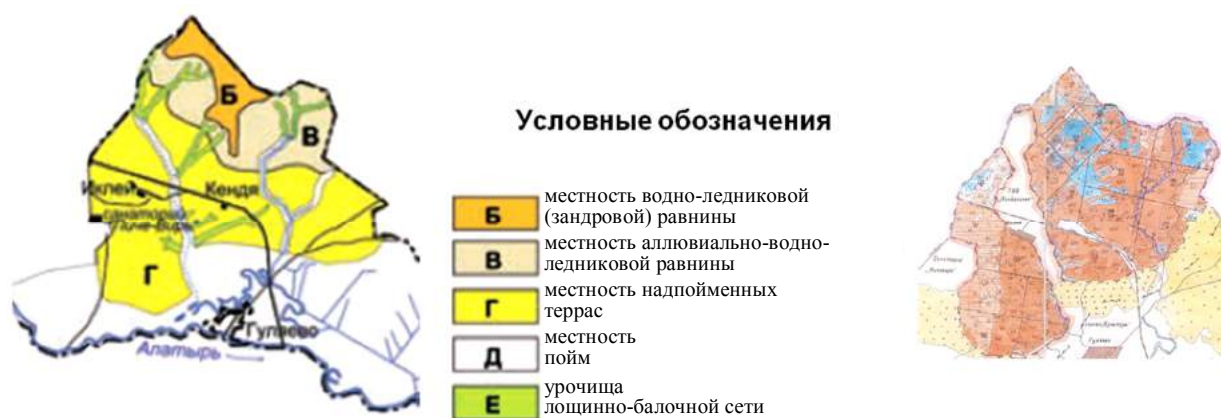 Б
В
Иклей
Кендя
санаторий
Г
Гуляево
Алатырь
Условные обозначения
Б местность водно-ледниковой
(зандровой) равнины
В местность аллювиально-водно-
ледниковой равнины
Г местность надпойменных
террас
Д местность
пойм
Е урочища
лощинно-балочной сети